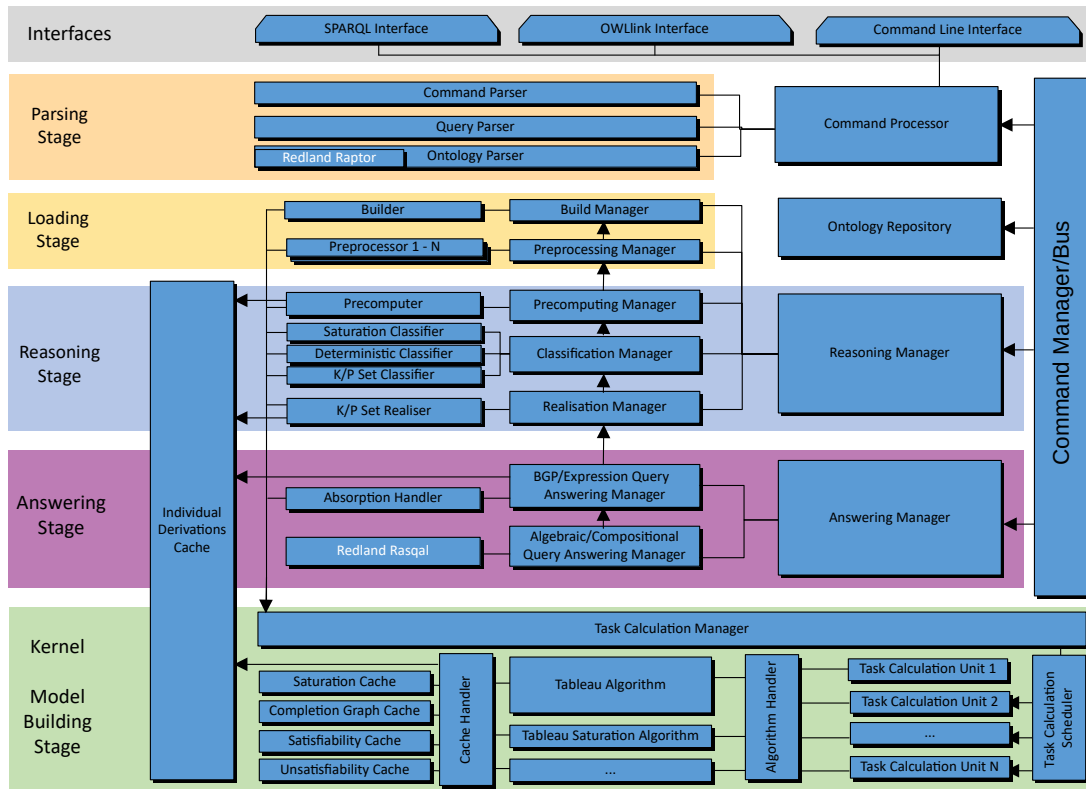 Interfaces
SPARQL Interface
OWLlink Interface
Command Line Interface
Parsing
Stage
Command Parser
Query Parser
Redland Raptor
Ontology Parser
Command Processor
Command Manager/Bus
Loading
Stage
Builder
Build Manager
Preprocessor 1 - N
Preprocessing Manager
Ontology Repository
Reasoning
Stage
Precomputer
Precomputing Manager
Saturation Classifier
Deterministic Classifier
K/P Set Classifier
Classification Manager
Reasoning Manager
K/P Set Realiser
Realisation Manager
Answering
Stage
Individual
Derivations
Cache
BGP/Expression Query
Answering Manager
Absorption Handler
Redland Rasqal
Algebraic/Compositional
Query Answering Manager
Answering Manager
Kernel
Model
Building
Stage
Task Calculation Manager
Saturation Cache
Completion Graph Cache
Satisfiability Cache
Unsatisfiability Cache
Cache Handler
Tableau Algorithm
Tableau Saturation Algorithm
...
Algorithm Handler
Task Calculation Unit 1
Task Calculation Unit 2
...
Task Calculation Unit N
Task Calculation
Scheduler